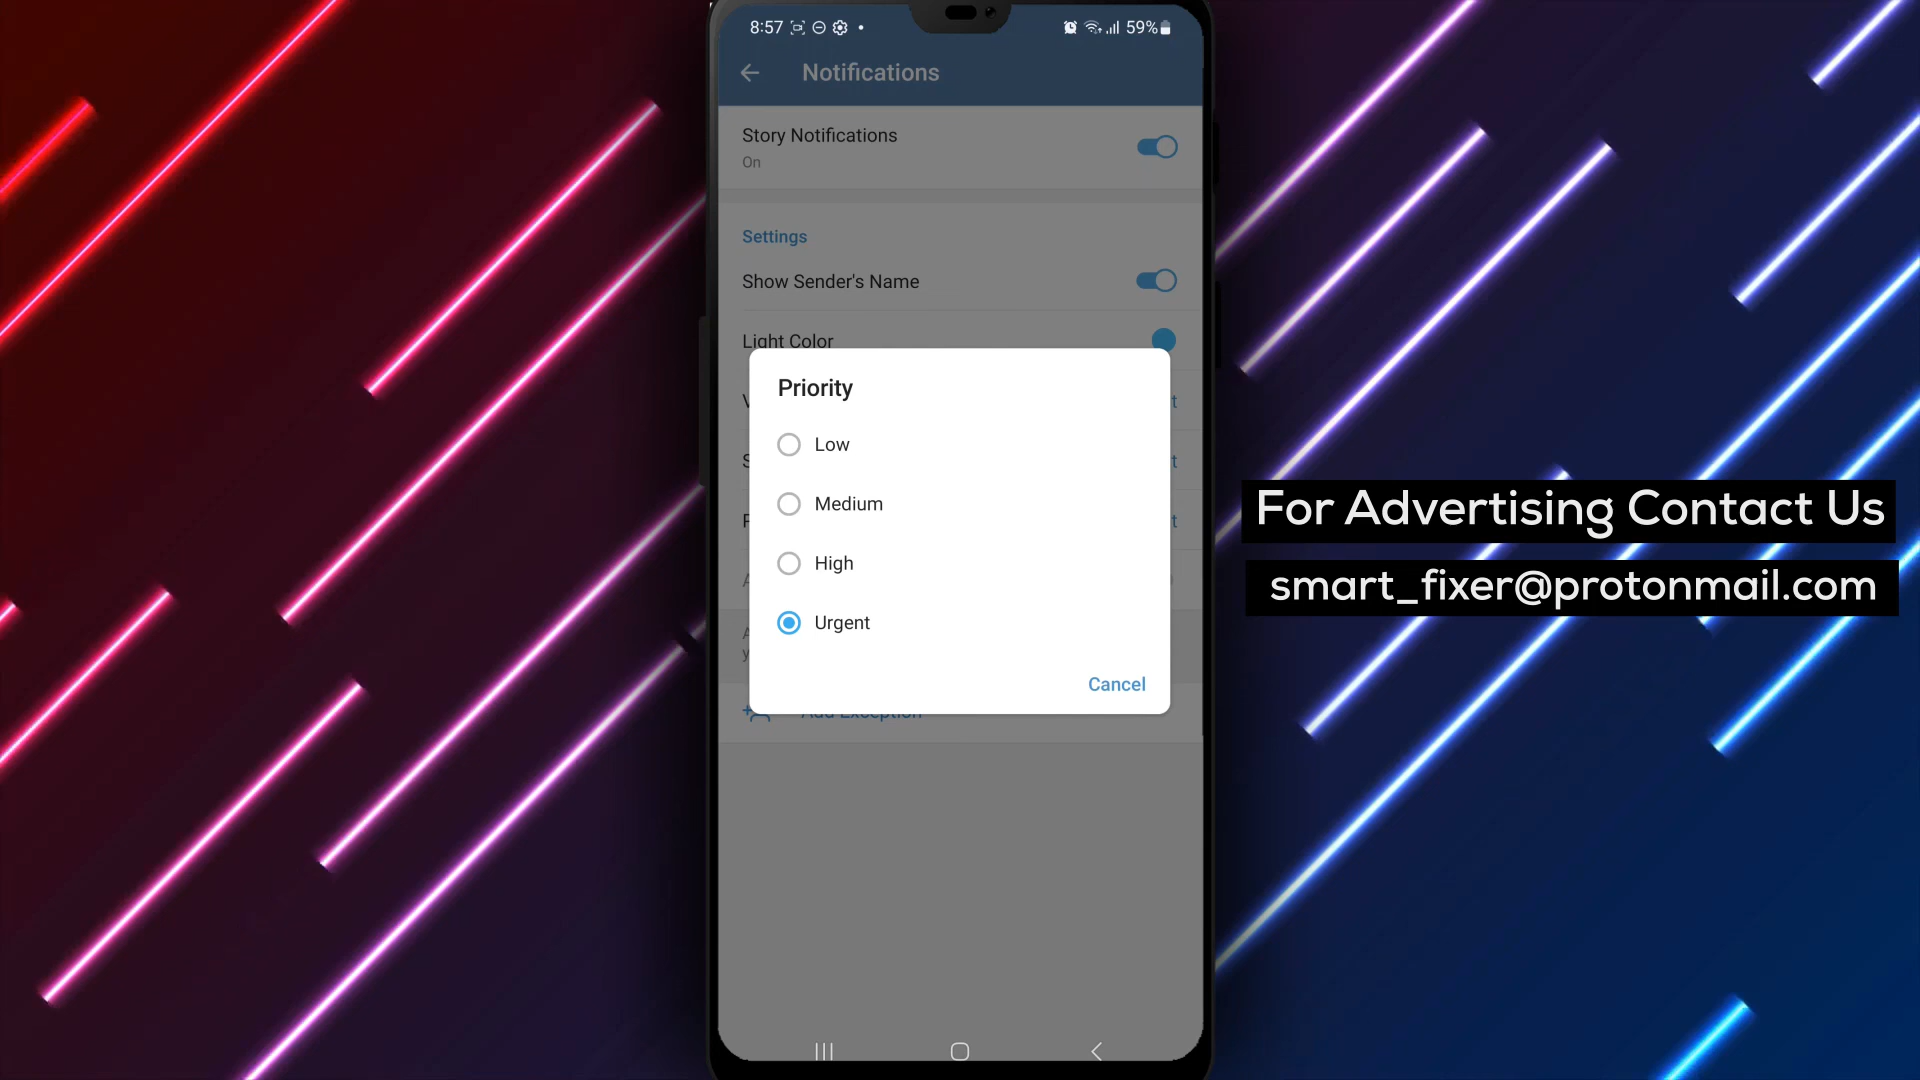 8:57
59%
Notifications
Story Notifications
On
Settings
Show Sender's Name
Light Color
Priority
Low
Medium
High
Urgent
Cancel
For Advertising Contact Us
smart_fixer@protonmail.com